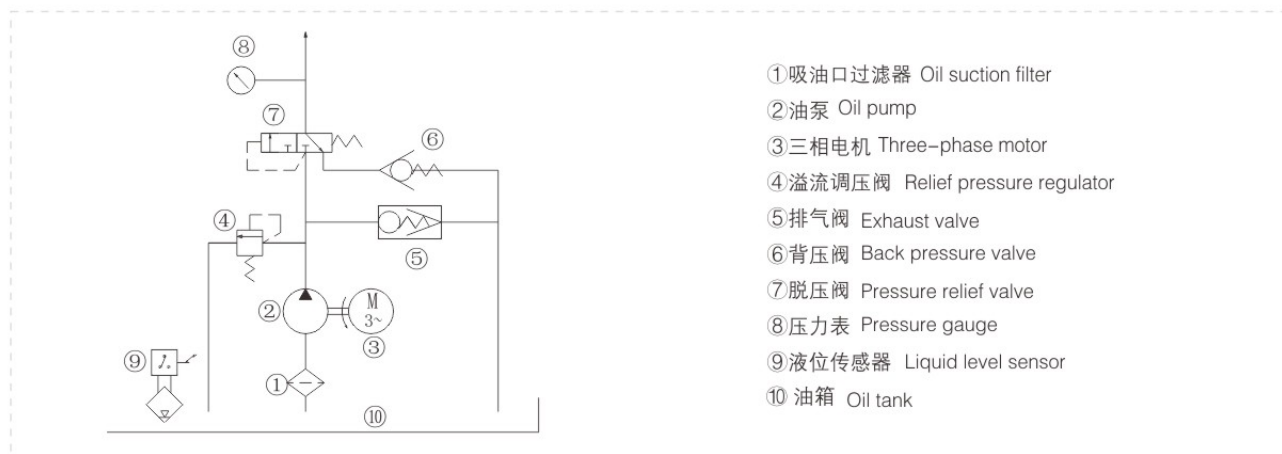 ⑧
⑦
⑥
④
⑤
②
M
3~
③
⑨
①
⑩
①吸油口过滤器 Oil suction filter
②油泵 Oil pump
③三相电机 Three-phase motor
④溢流调压阀 Relief pressure regulator
⑤排气阀 Exhaust valve
⑥背压阀 Back pressure valve
⑦脱压阀 Pressure relief valve
⑧压力表 Pressure gauge
⑨液位传感器 Liquid level sensor
⑩ 油箱 Oil tank